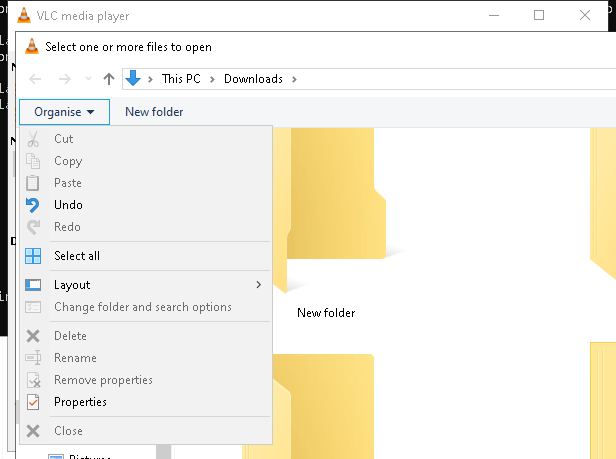 VLC media player
Select one or more files to open
This PC
Downloads
Organise
New folder
Cut
Copy
Paste
Undo
Redo
Select all
Layout
Change folder and search options
New folder
Delete
Rename
Remove properties
Properties
Close
Pictures